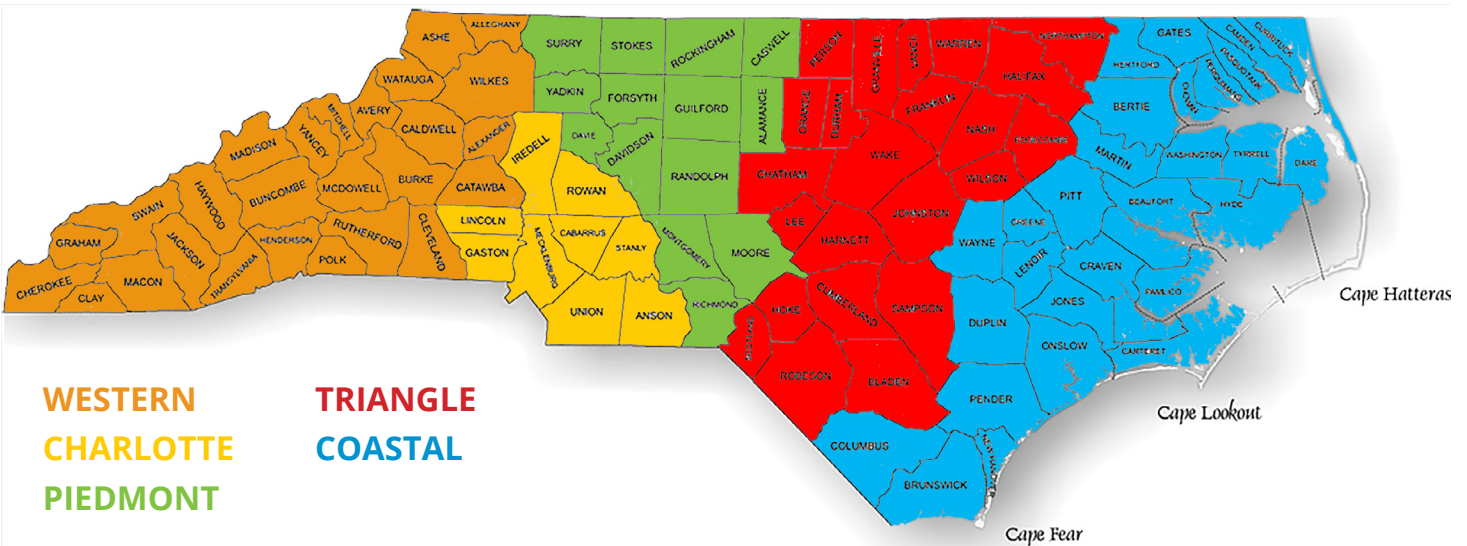 ALLEGHANY
ASHE
SURRY
STOKES
ROCKINGHAM
CASWELL
PERSON
GRANVILLE
WARREN
NORTHAMPTON
GATES
CAMDEN
CURRITUCK
WATAUGA
WILKES
HALIFAX
HERTFORD
PASQUOTANK
PERQUIMANS
YADKIN
FORSYTH
GUILFORD
ALAMANCE
ORANGE
DURHAM
FRANKLIN
BERTIE
CHOWAN
MITCHELL
AVERY
CALDWELL
ALEXANDER
IREDELL
DAVIE
DAVIDSON
NASH
MADISON
YANCEY
WAKE
MARTIN
WASHINGTON
TYRRELL
DARE
BUNCOMBE
MCDOWELL
BURKE
CATAWBA
ROWAN
RANDOLPH
CHATHAM
WILSON
PITT
BEAUFORT
HYDE
SWAIN
HAYWOOD
RUTHERFORD
CLEVELAND
LINCOLN
CABARRUS
STANLY
LEE
JOHNSTON
GREENE
GRAHAM
JACKSON
HENDERSON
POLK
GASTON
MECKLENBURG
MONTGOMERY
MOORE
HARNETT
WAYNE
LENOIR
CRAVEN
CHEROKEE
CLAY
MACON
TRANSYLVANIA
UNION
ANSON
RICHMOND
HOKE
CUMBERLAND
SAMPSON
DUPLIN
JONES
PAMLICO
Cape Hatteras
ONSLOW
CARTERET
ROBESON
BLADEN
PENDER
Cape Lookout
COLUMBUS
BRUNSWICK
NEW HANOVER
Cape Fear
WESTERN
CHARLOTTE
PIEDMONT
TRIANGLE
COASTAL